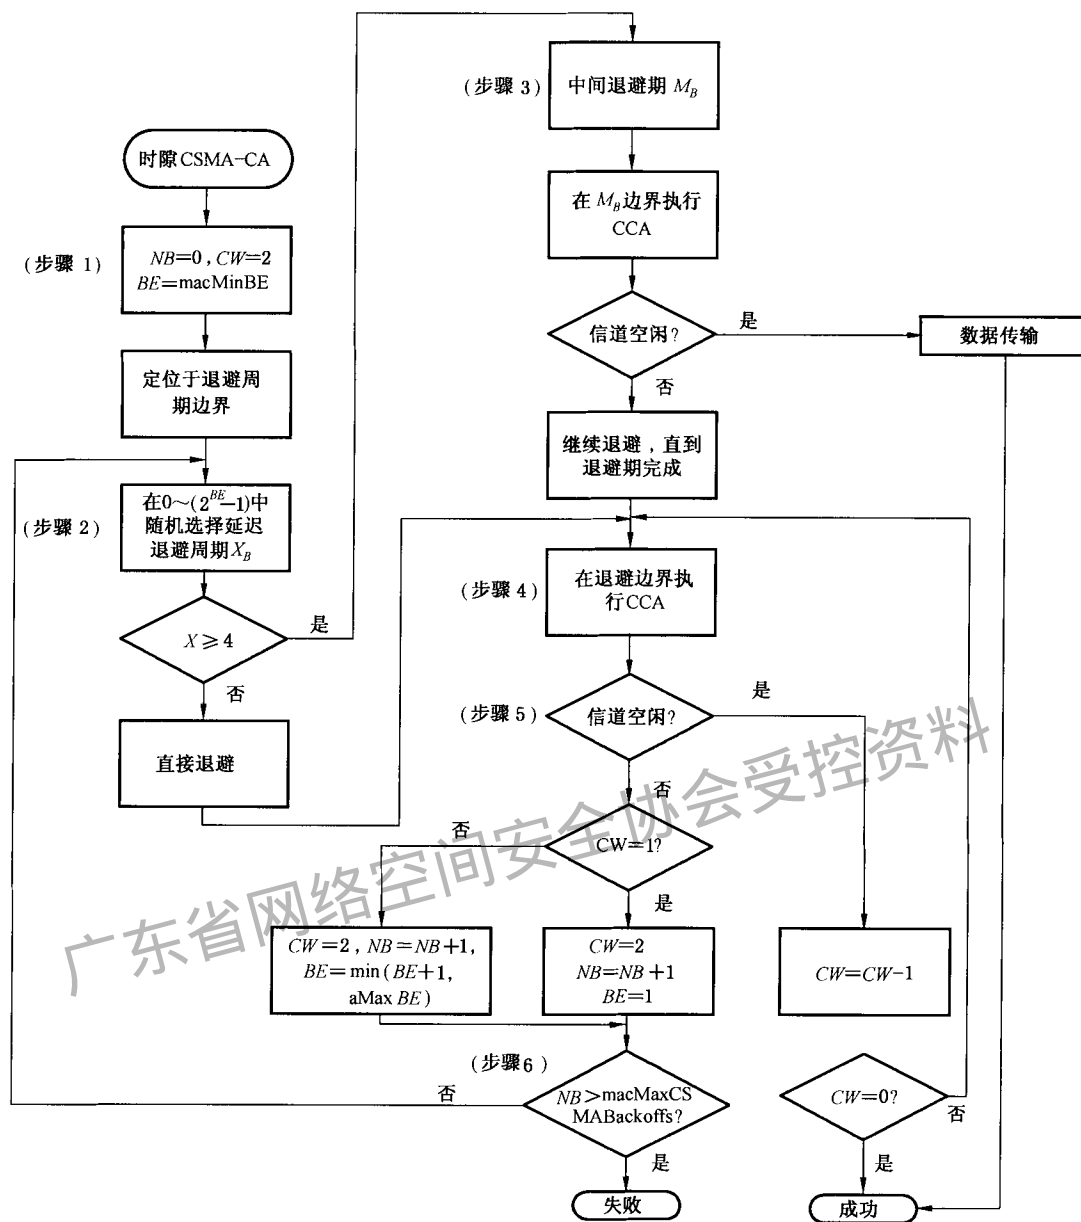 时隙CSMA-CA
(步骤 1)
NB=0, CW=2
BE=macMinBE
定位于退避周
期边界
(步骤 2)
在0~(2^BE-1)中
随机选择延迟
退避周期X_B
X≥4
是
否
直接退避
(步骤 3)
中间退避期 M_B
在 M_B边界执行
CCA
信道空闲?
是
数据传输
否
继续退避,直到
退避期完成
(步骤 4)
在退避边界执
行CCA
(步骤 5)
信道空闲?
是
否
CW=1?
否
是
CW=2, NB=NB+1,
BE=min(BE+1,
aMax BE)
CW=2
NB=NB+1
BE=1
CW=CW-1
(步骤6)
NB>macMaxCS
MABackoffs?
否
是
失败
CW=0?
否
是
成功
广东省网络空间安全协会受控资料